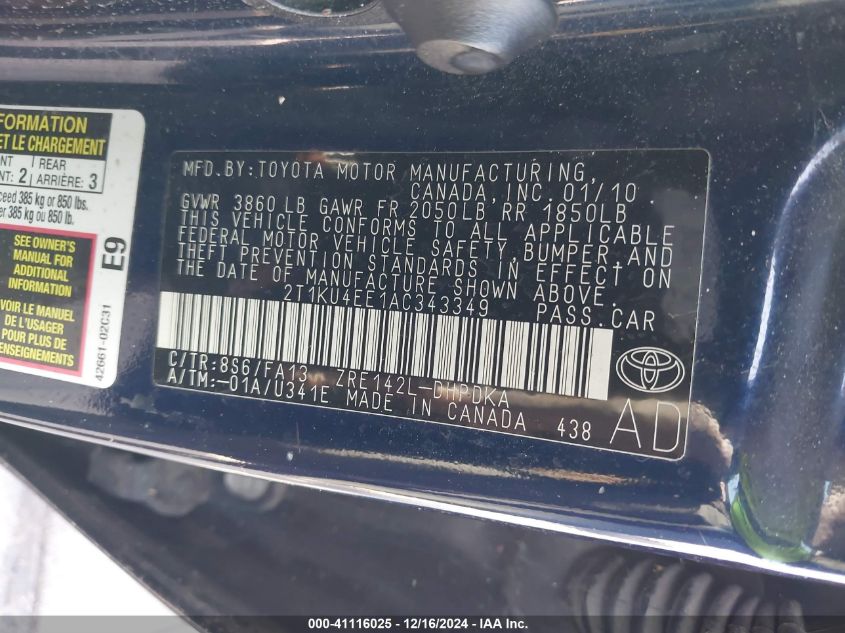 FORMATION
ET LE CHARGEMENT
NT REAR
NT: 2 ARRIÈRE: 3
ceed 385 kg or 850 lbs.
er 385 kg ou 850 lb.
SEE OWNER'S
MANUAL FOR
ADDITIONAL
INFORMATION
Voir LE MANUEL
DE L'USAGER
POUR PLUS DE
RENSEIGNEMENTS
E9
42661-02C31
MFD.BY:TOYOTA MOTOR MANUFACTURING,
CANADA, INC. 01/10
GVWR 3860 LB GAWR FR 2050LB RR 1850LB
THIS VEHICLE CONFORMS TO ALL APPLICABLE
FEDERAL MOTOR VEHICLE SAFETY, BUMPER, AND
THEFT PREVENTION STANDARDS IN EFFECT ON
THE DATE OF MANUFACTURE SHOWN ABOVE.
2T1KU4EE1AC343349 PASS.CAR
C/TR:8S6/FA13 ZRE142L-DHPDKA
A/TM:-01A/U341E MADE IN CANADA 438
AD
000-41116025 - 12/16/2024 - IAA Inc.